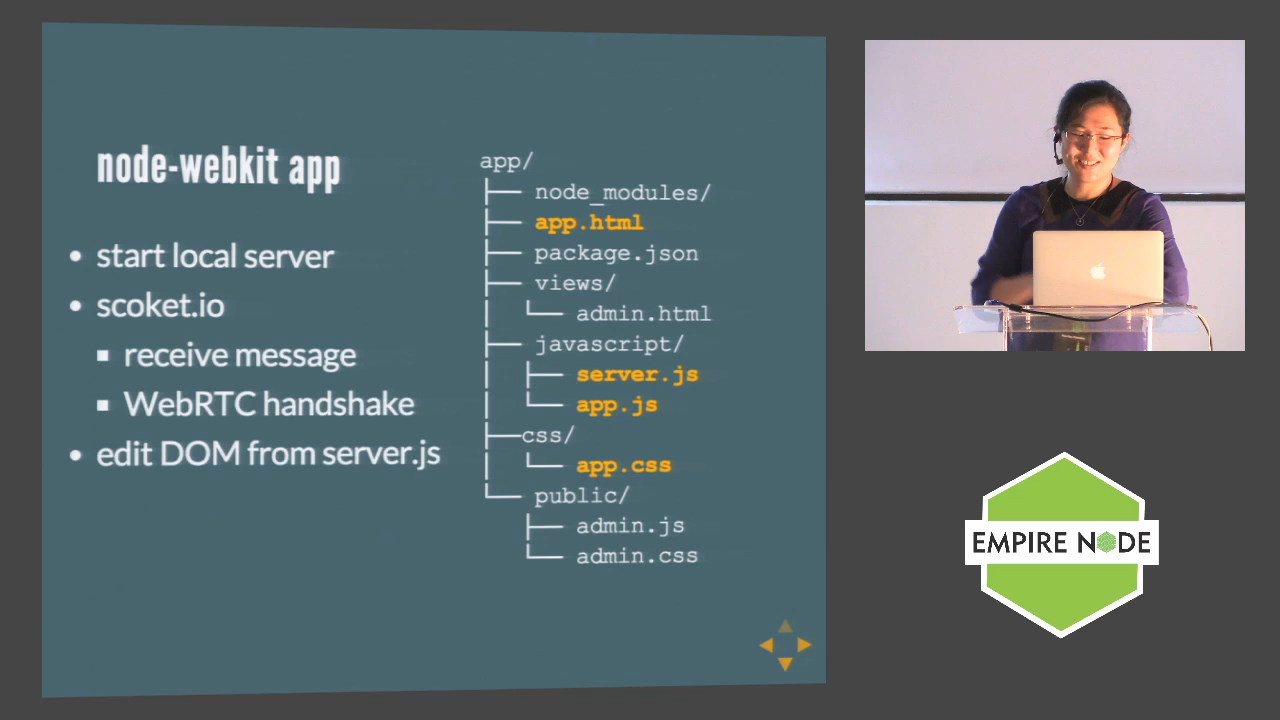 node-webkit app
• start local server
• scoket.io
▪ receive message
▪ WebRTC handshake
• edit DOM from server.js
app/
├── node_modules/
├── app.html
├── package.json
├── views/
│  └── admin.html
├── javascript/
│  ├── server.js
│  └── app.js
├──css/
│  └── app.css
└── public/
   ├── admin.js
   └── admin.css
EMPIRE NODE